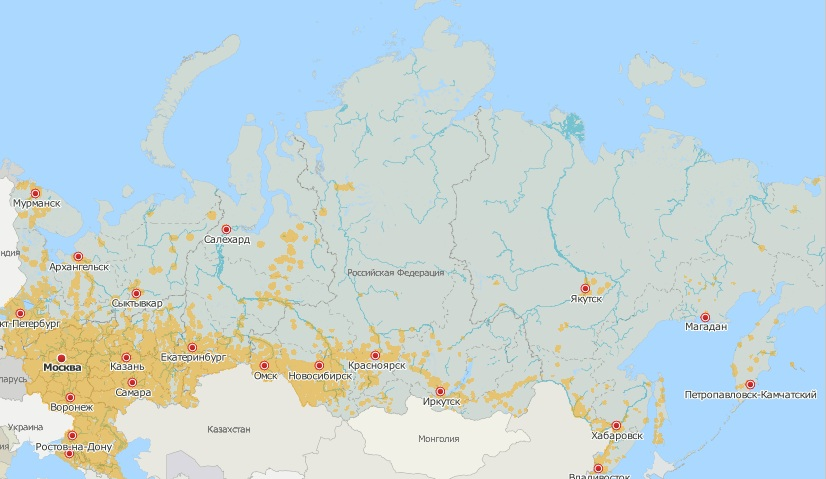 Мурманск
Салехард
Архангельск
Российская Федерация
Якутск
Сыктывкар
кт-Петербург
Магадан
Москва
Казань
Екатеринбург
Омск
Новосибирск
Красноярск
Самара
Иркутск
Петропавловск-Камчатский
Воронеж
Украина
Казахстан
Монголия
Хабаровск
Ростов-на-Дону
Владивосток